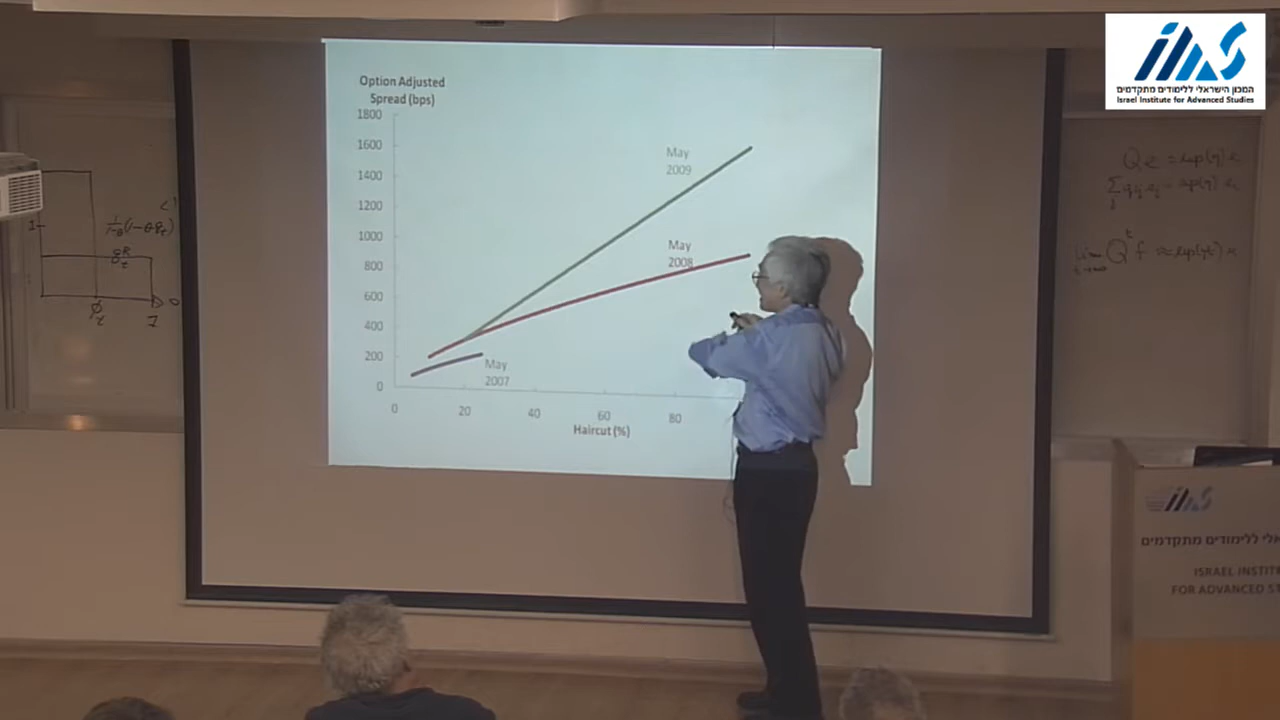 Option Adjusted
Spread (bps)
1800
1600
1400
1200
1000
800
600
400
200
0
0
20
40
60
80
Haircut (%)
May
2009
May
2008
May
2007
המכון הישראלי ללימודים מתקדמים
Israel Institute for Advanced Studies
אלי ללימודים מתקדמים
ISRAEL INSTIT
FOR ADVANCED S